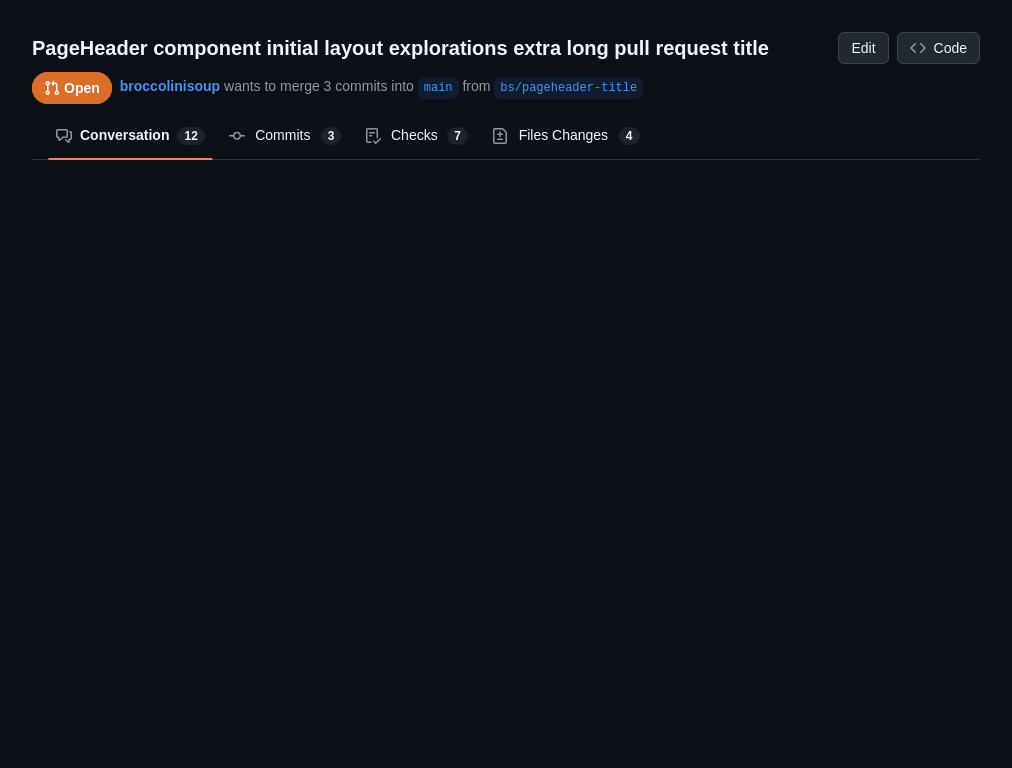 PageHeader component initial layout explorations extra long pull request title
Edit
Code
Open
broccolinisoup wants to merge 3 commits into main from bs/pageheader-title
Conversation 12
Commits 3
Checks 7
Files Changes 4